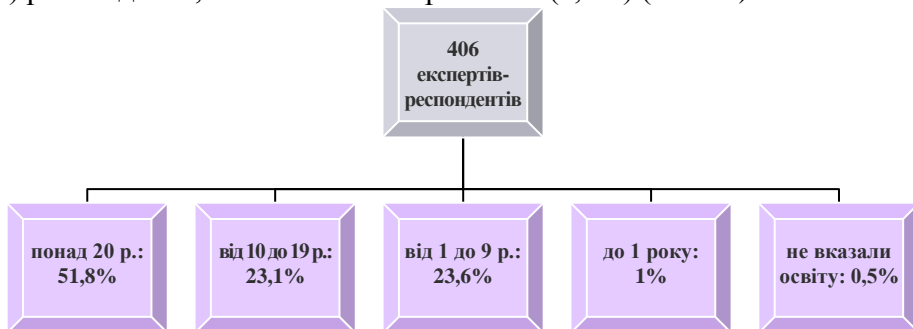 406
експертів-
респондентів
понад 20 р.:
51,8%
від 10 до 19 р.:
23,1%
від 1 до 9 р.:
23,6%
до 1 року:
1%
не вказали
освіту: 0,5%